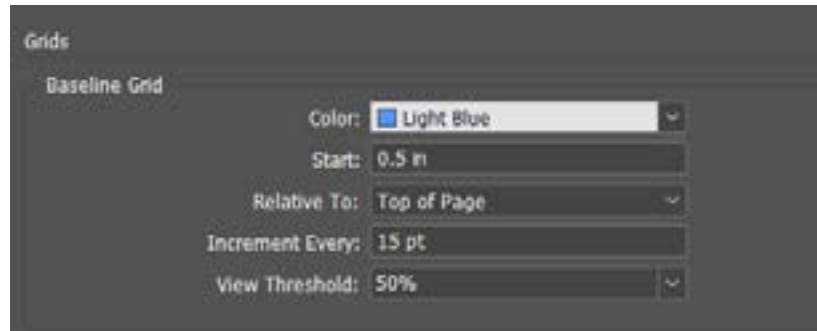 Grids
Baseline Grid
Color: Light Blue
Start: 0.5 in
Relative To: Top of Page
Increment Every: 15 pt
View Threshold: 50%